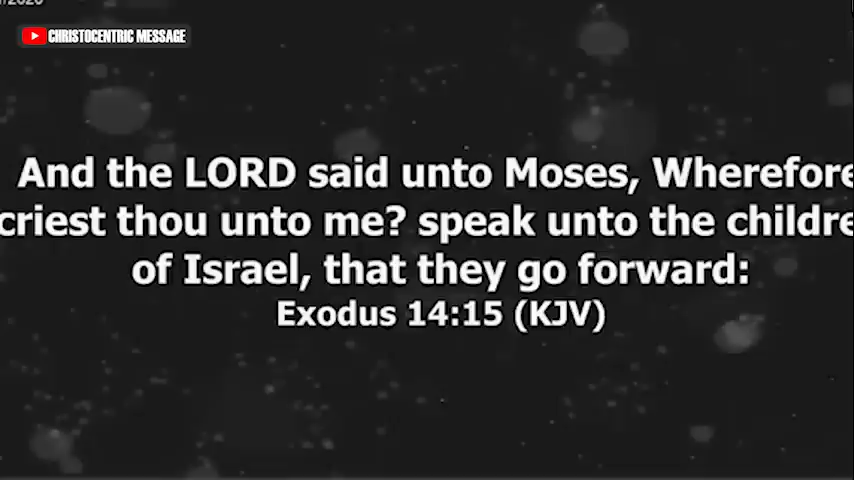 CHRISTOCENTRIC MESSAGE
And the LORD said unto Moses, Wherefore
criest thou unto me? speak unto the childre
of Israel, that they go forward:
Exodus 14:15 (KJV)